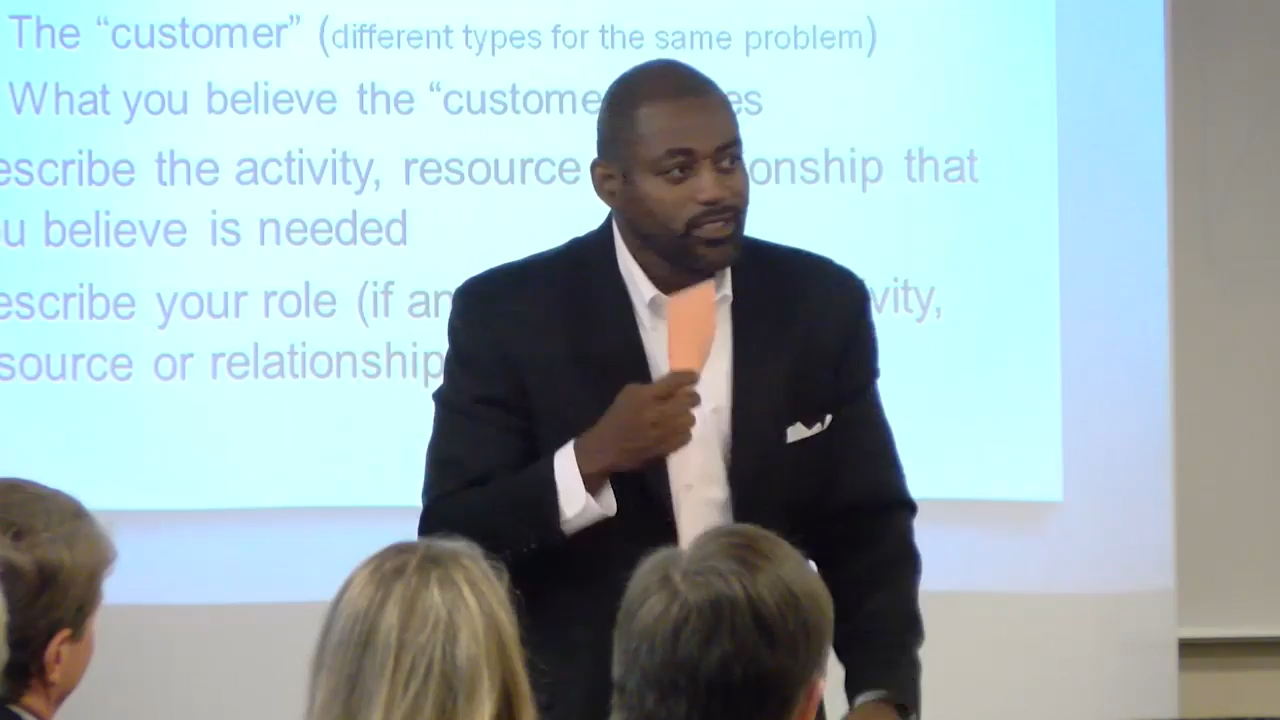 The “customer” (different types for the same problem)
What you believe the “custome es
escribe the activity, resource onship that
u believe is needed
escribe your role (if an vity,
source or relationship